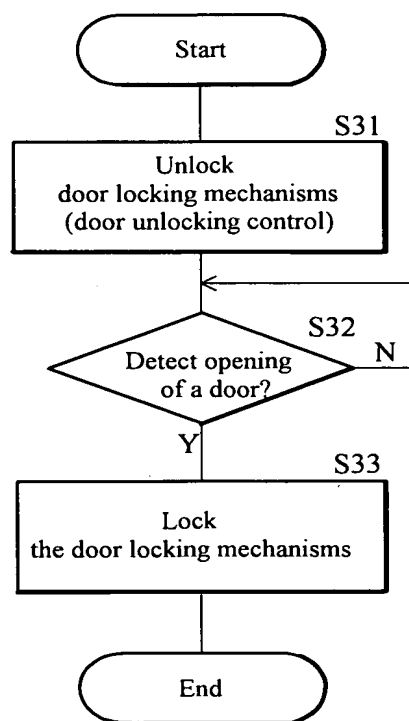 Start
S31
Unlock
door locking mechanisms
(door unlocking control)
S32
Detect opening
of a door?
N
Y
S33
Lock
the door locking mechanisms
End